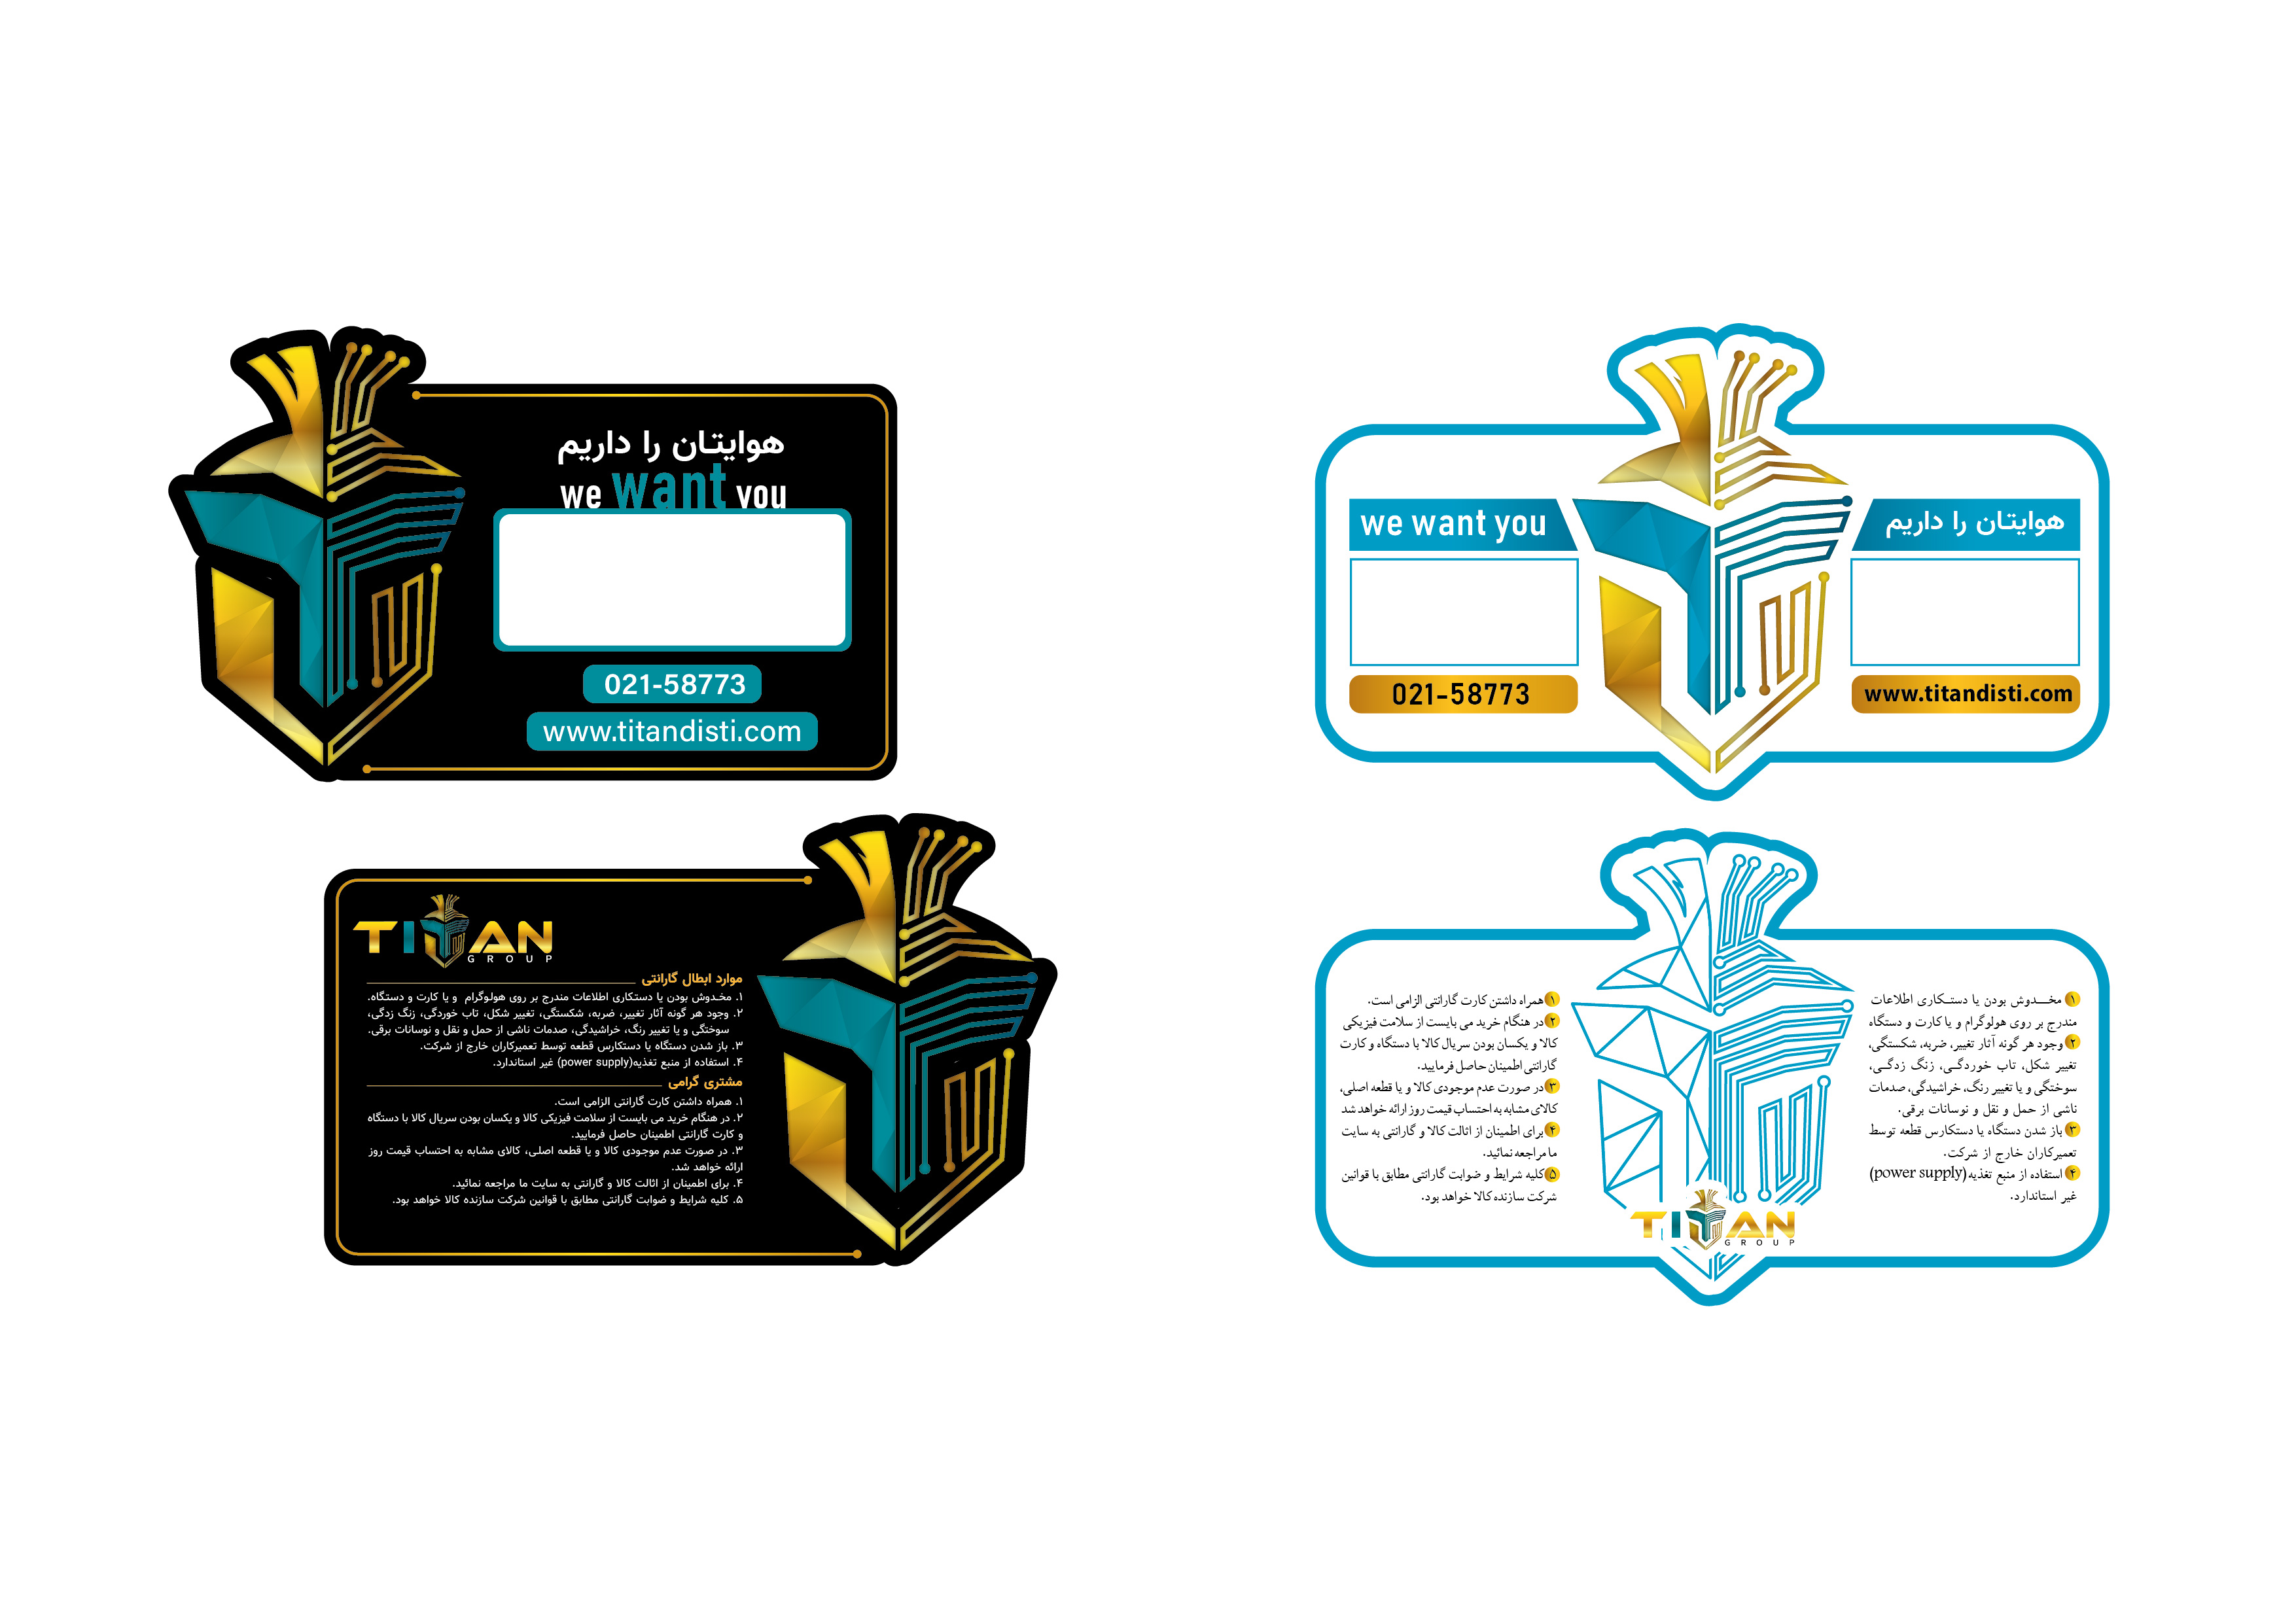 هوایتان را داریم
we want you
021-58773
www.titandisti.com
TITAN
GROUP
موارد ابطال گارانتی
۱. مخدوش بودن یا دستکاری اطلاعات مندرج بر روی هولوگرام و یا کارت و دستگاه.
۲. وجود هر گونه آثار تغییر، ضربه، شکستگی، تغییر شکل، تاب خوردگی، زنگ زدگی،
سوختگی و یا تغییر رنگ، خراشیدگی، صدمات ناشی از حمل و نقل و نوسانات برقی.
۳. باز شدن دستگاه یا دستکارس قطعه توسط تعمیرکاران خارج از شرکت.
۴. استفاده از منبع تغذیه(power supply) غیر استاندارد.
مشتری گرامی
۱. همراه داشتن کارت گارانتی الزامی است.
۲. در هنگام خرید می بایست از سلامت فیزیکی کالا و یکسان بودن سریال کالا با دستگاه
و کارت گارانتی اطمینان حاصل فرمایید.
۳. در صورت عدم موجودی کالا و یا قطعه اصلی، کالای مشابه به احتساب قیمت روز
ارائه خواهد شد.
۴. برای اطمینان از اثالت کالا و گارانتی به سایت ما مراجعه نمائید.
۵. کلیه شرایط و ضوابت گارانتی مطابق با قوانین شرکت سازنده کالا خواهد بود.
we want you
هوایتان را داریم
021-58773
www.titandisti.com
۱ مخدوش بودن یا دستکاری اطلاعات
مندرج بر روی هولوگرام و یا کارت و دستگاه
۲ وجود هر گونه آثار تغییر، ضربه، شکستگی،
تغییر شکل، تاب خوردگی، زنگ زدگی،
سوختگی و یا تغییر رنگ، خراشیدگی، صدمات
ناشی از حمل و نقل و نوسانات برقی.
۳ باز شدن دستگاه یا دستکارس قطعه توسط
تعمیرکاران خارج از شرکت.
۴ استفاده از منبع تغذیه(power supply)
غیر استاندارد.
۱ همراه داشتن کارت گارانتی الزامی است.
۲ در هنگام خرید می بایست از سلامت فیزیکی
کالا و یکسان بودن سریال کالا با دستگاه و کارت
گارانتی اطمینان حاصل فرمایید.
۳ در صورت عدم موجودی کالا و یا قطعه اصلی،
کالای مشابه به احتساب قیمت روز ارائه خواهد شد
۴ برای اطمینان از اثالت کالا و گارانتی به سایت
ما مراجعه نمائید.
۵ کلیه شرایط و ضوابت گارانتی مطابق با قوانین
شرکت سازنده کالا خواهد بود.
TITAN
GROUP